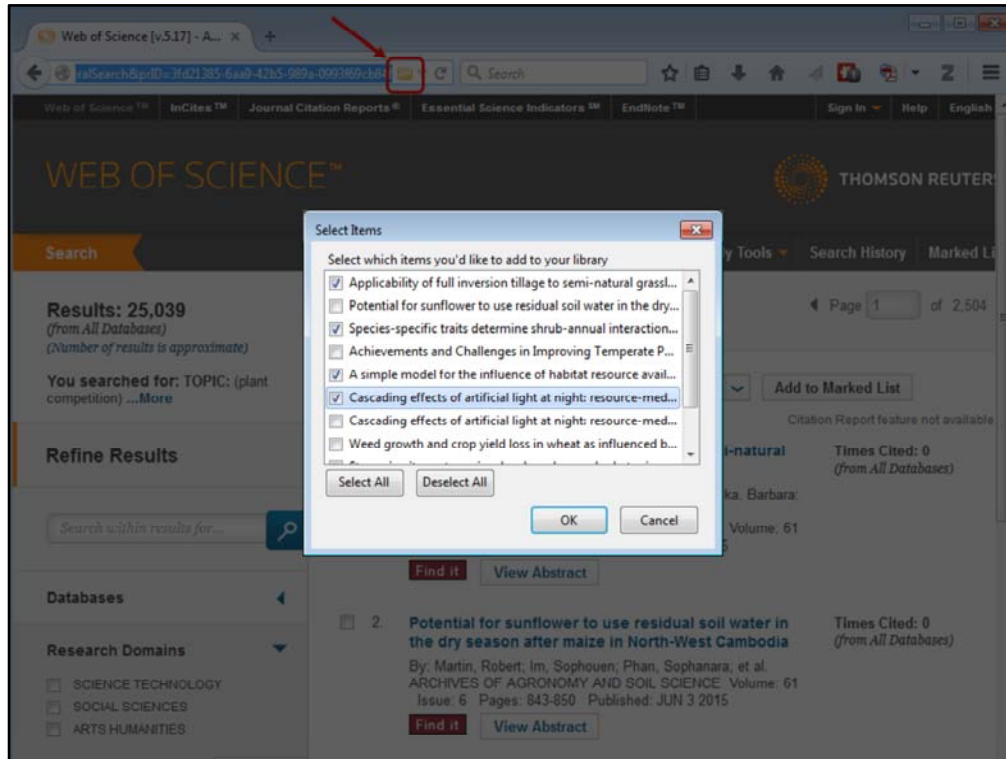 Web of Science [v.5.17] - A...
ralSearch&prID=3fd21385-6aa9-42b5-989a-0993f69cb84
Search
Web of Science™ InCites™ Journal Citation Reports® Essential Science Indicators℠ EndNote™ Sign In Help English
WEB OF SCIENCE™
THOMSON REUTER
Search
y Tools Search History Marked Li
Select Items
Select which items you'd like to add to your library
Applicability of full inversion tillage to semi-natural grassl...
Potential for sunflower to use residual soil water in the dry...
Species-specific traits determine shrub-annual interaction...
Achievements and Challenges in Improving Temperate P...
A simple model for the influence of habitat resource avail...
Cascading effects of artificial light at night: resource-med...
Cascading effects of artificial light at night: resource-med...
Weed growth and crop yield loss in wheat as influenced b...
Select All Deselect All
OK Cancel
Results: 25,039
(from All Databases)
(Number of results is approximate)
You searched for: TOPIC: (plant
competition) ...More
Refine Results
Search within results for...
Databases
Research Domains
SCIENCE TECHNOLOGY
SOCIAL SCIENCES
ARTS HUMANITIES
Page 1 of 2,504
Add to Marked List
Citation Report feature not available
i-natural
Times Cited: 0
(from All Databases)
ka. Barbara:
Volume: 61
Find it View Abstract
2. Potential for sunflower to use residual soil water in
the dry season after maize in North-West Cambodia
Times Cited: 0
(from All Databases)
By: Martin, Robert; Im, Sophouen; Phan, Sophanara; et al.
ARCHIVES OF AGRONOMY AND SOIL SCIENCE Volume: 61
Issue: 6 Pages: 843-850 Published: JUN 3 2015
Find it View Abstract